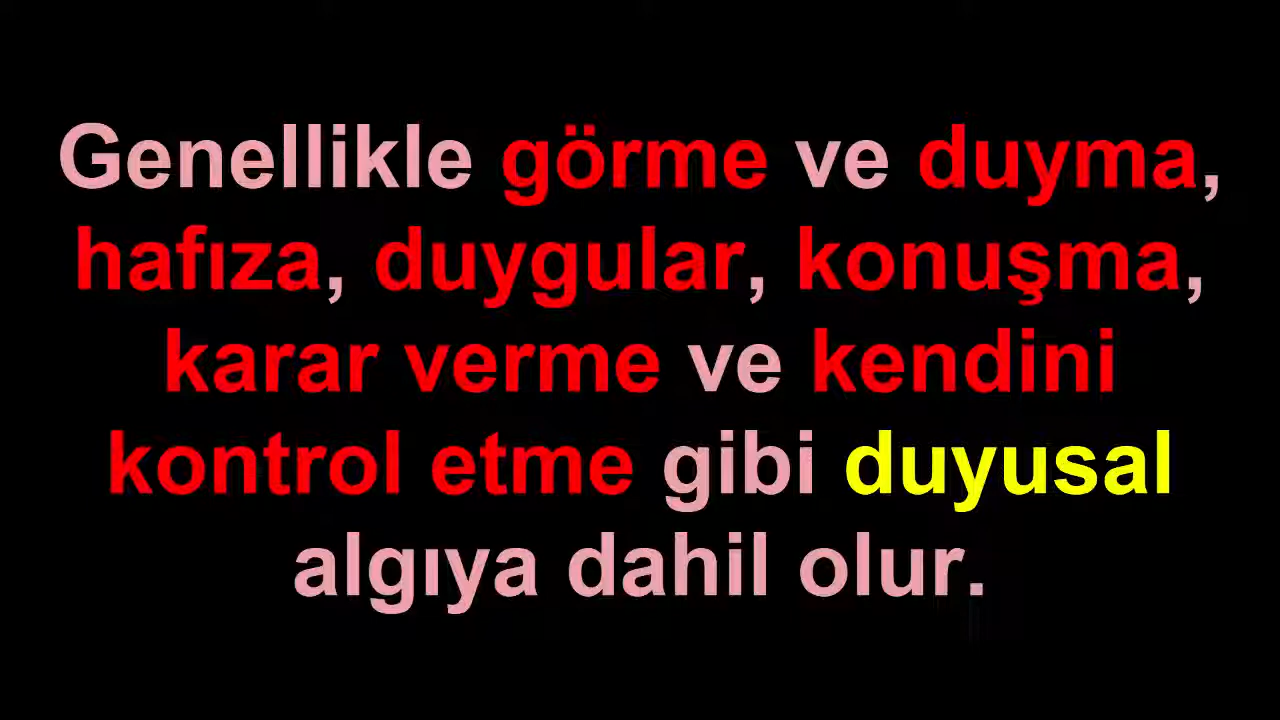 Genellikle görme ve duyma,
hafıza, duygular, konuşma,
karar verme ve kendini
kontrol etme gibi duyusal
algıya dahil olur.